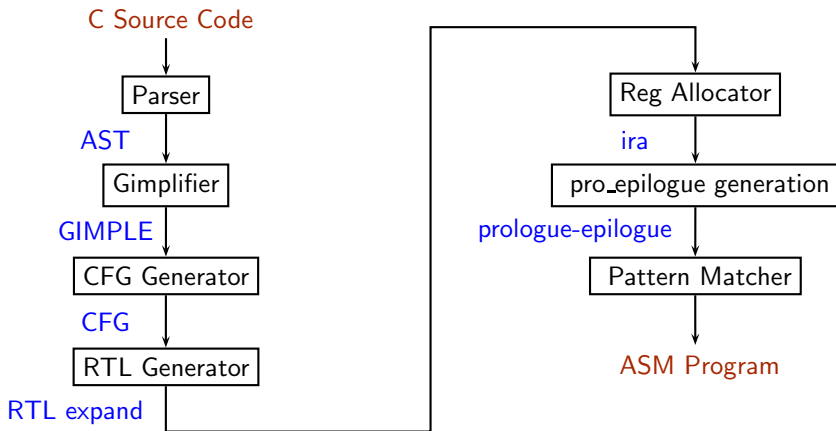 C Source Code
Parser
AST
Gimplifier
GIMPLE
CFG Generator
CFG
RTL Generator
RTL expand
Reg Allocator
ira
pro_epilogue generation
prologue-epilogue
Pattern Matcher
ASM Program